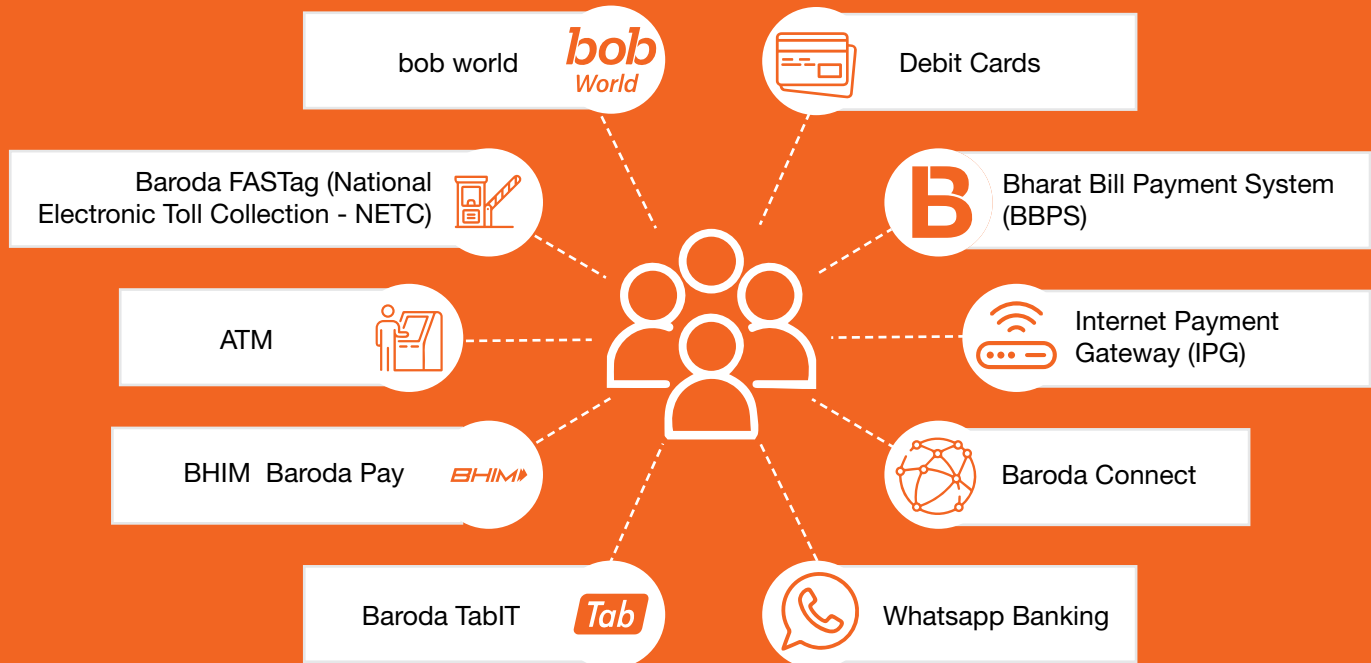 bob world
bob
World
Debit Cards
Baroda FASTag (National
Electronic Toll Collection - NETC)
B
Bharat Bill Payment System
(BBPS)
ATM
Internet Payment
Gateway (IPG)
BHIM Baroda Pay
BHIM
Baroda Connect
Baroda TabIT
Tab
Whatsapp Banking